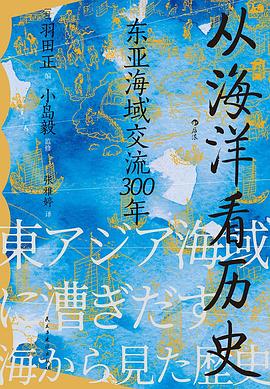 从海洋看历史
东亚海域交流300年
羽田正 编
小岛毅 监修
张雅婷 译
後浪
東アジア海域
に漕ぎだす
海から見た歴史